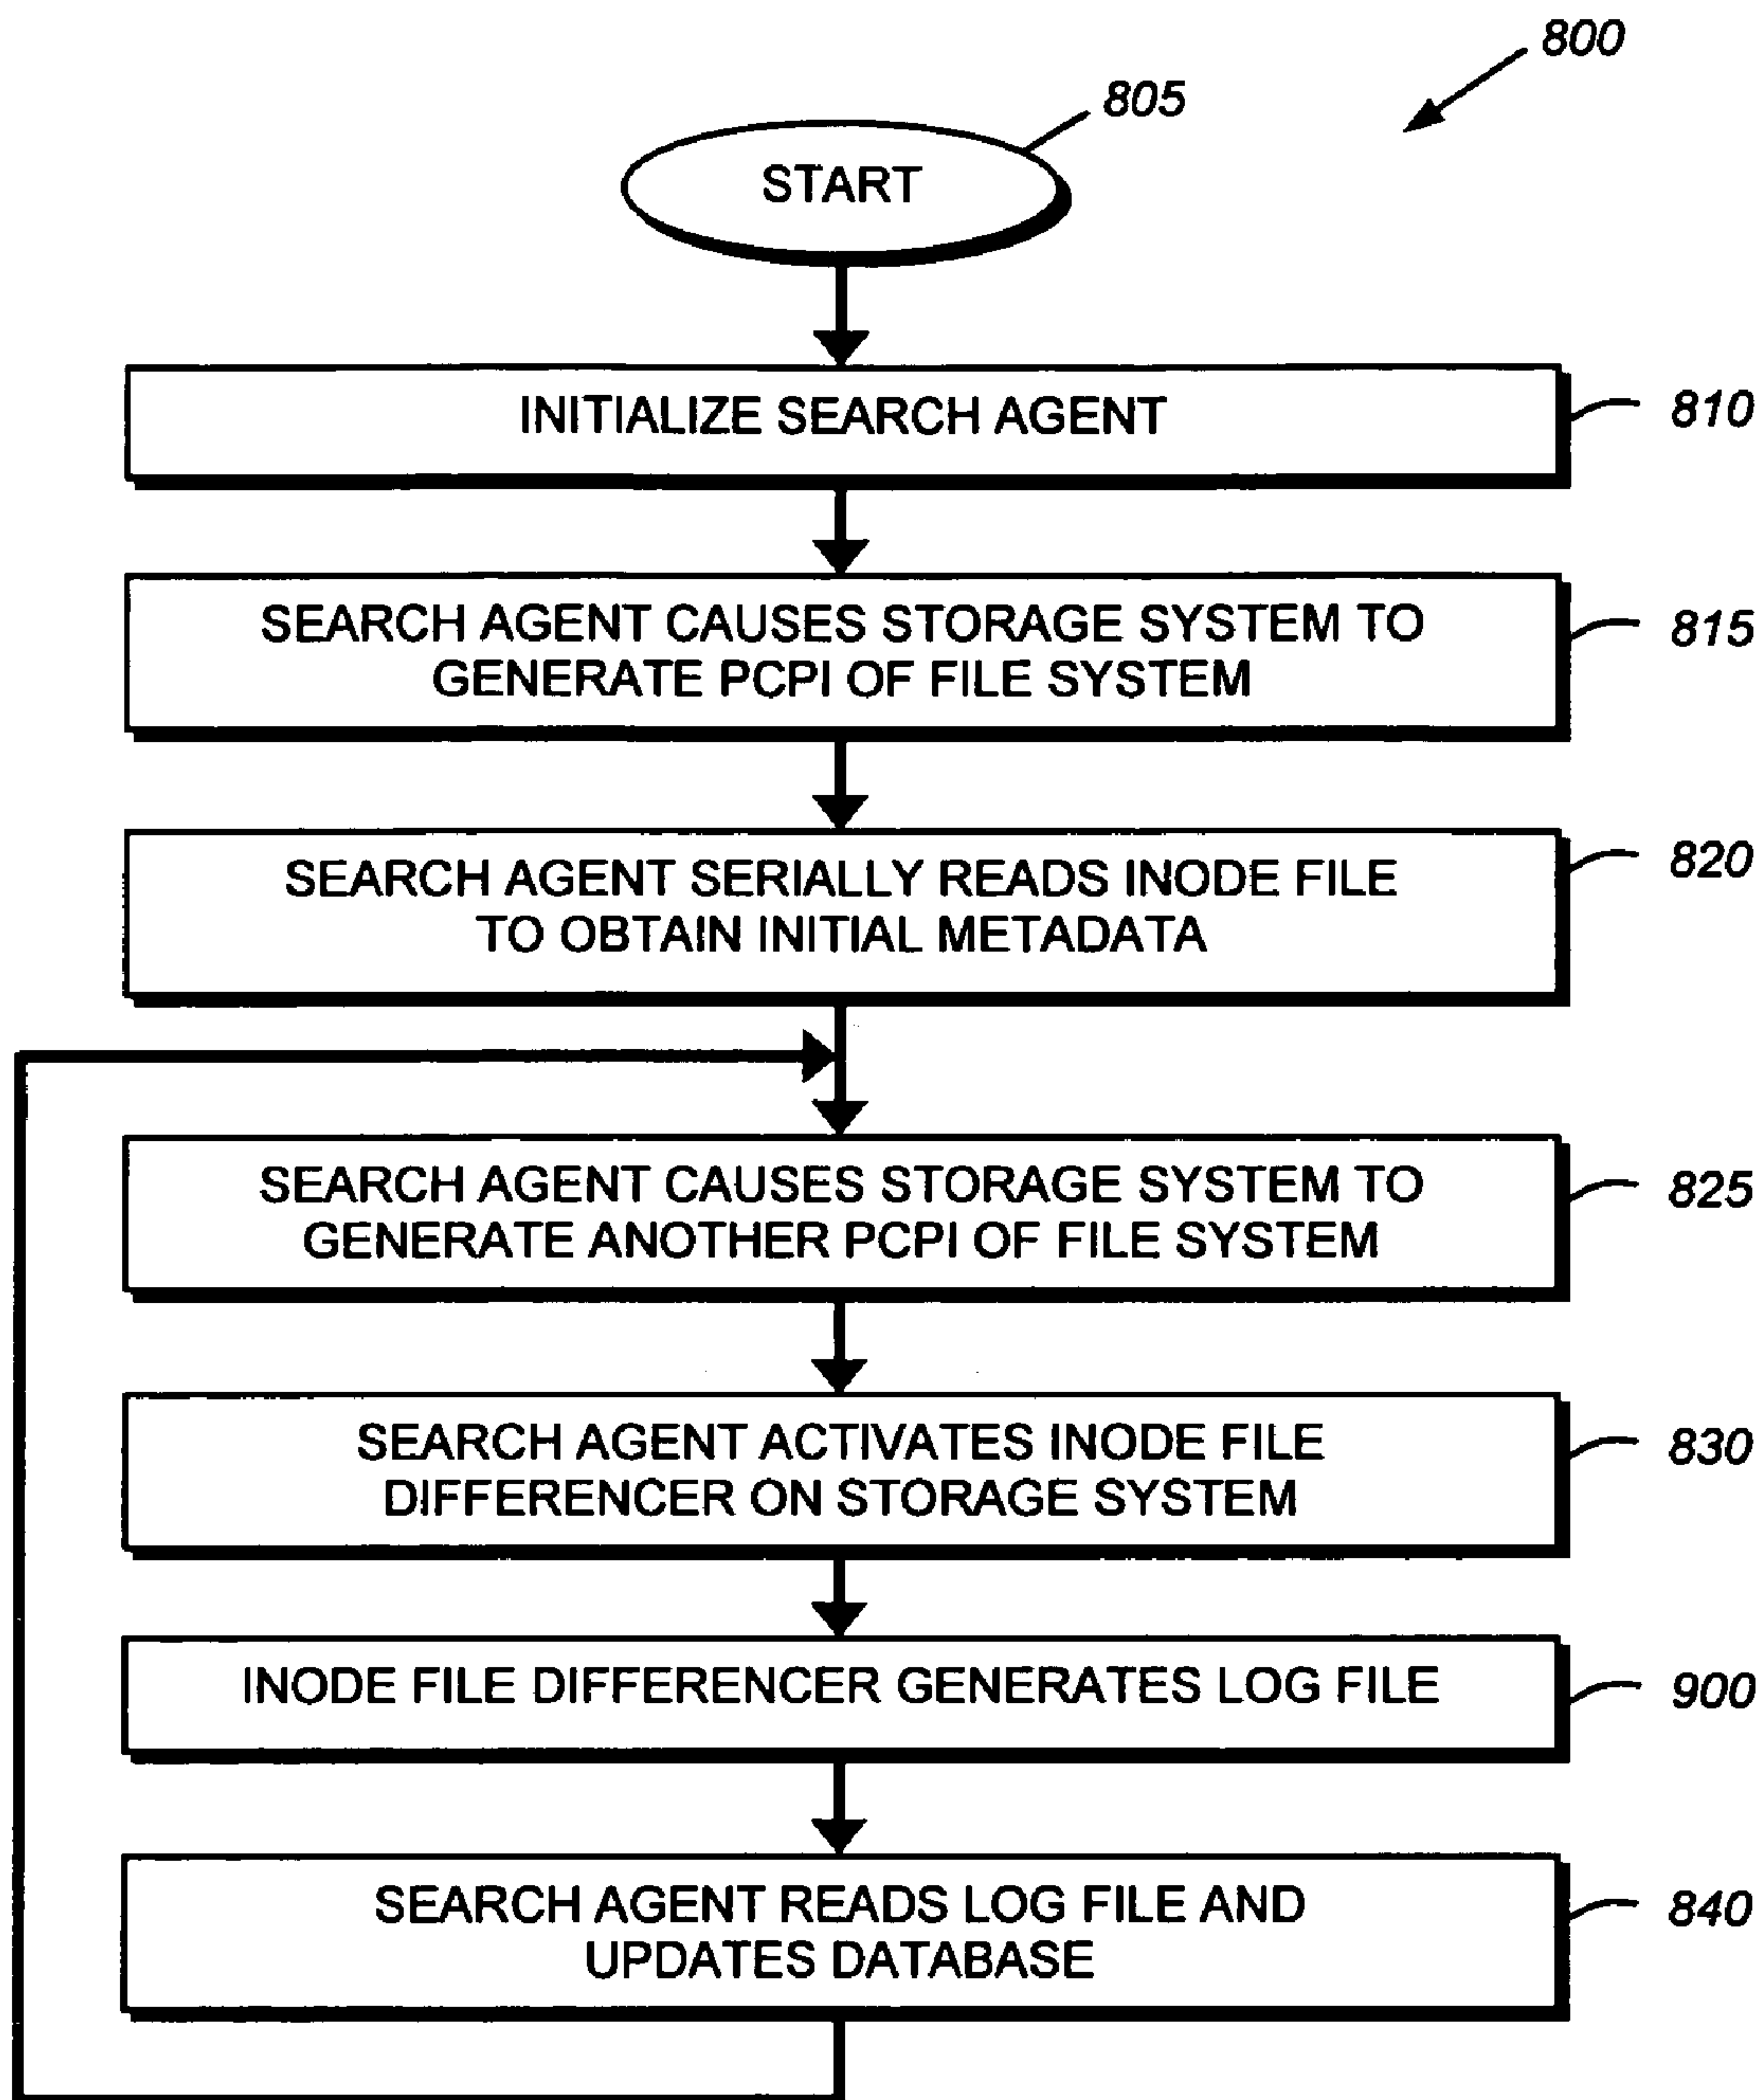 800
805
START
INITIALIZE SEARCH AGENT
810
SEARCH AGENT CAUSES STORAGE SYSTEM TO
GENERATE PCPI OF FILE SYSTEM
815
SEARCH AGENT SERIALLY READS INODE FILE
TO OBTAIN INITIAL METADATA
820
SEARCH AGENT CAUSES STORAGE SYSTEM TO
GENERATE ANOTHER PCPI OF FILE SYSTEM
825
SEARCH AGENT ACTIVATES INODE FILE
DIFFERENCER ON STORAGE SYSTEM
830
INODE FILE DIFFERENCER GENERATES LOG FILE
900
SEARCH AGENT READS LOG FILE AND
UPDATES DATABASE
840